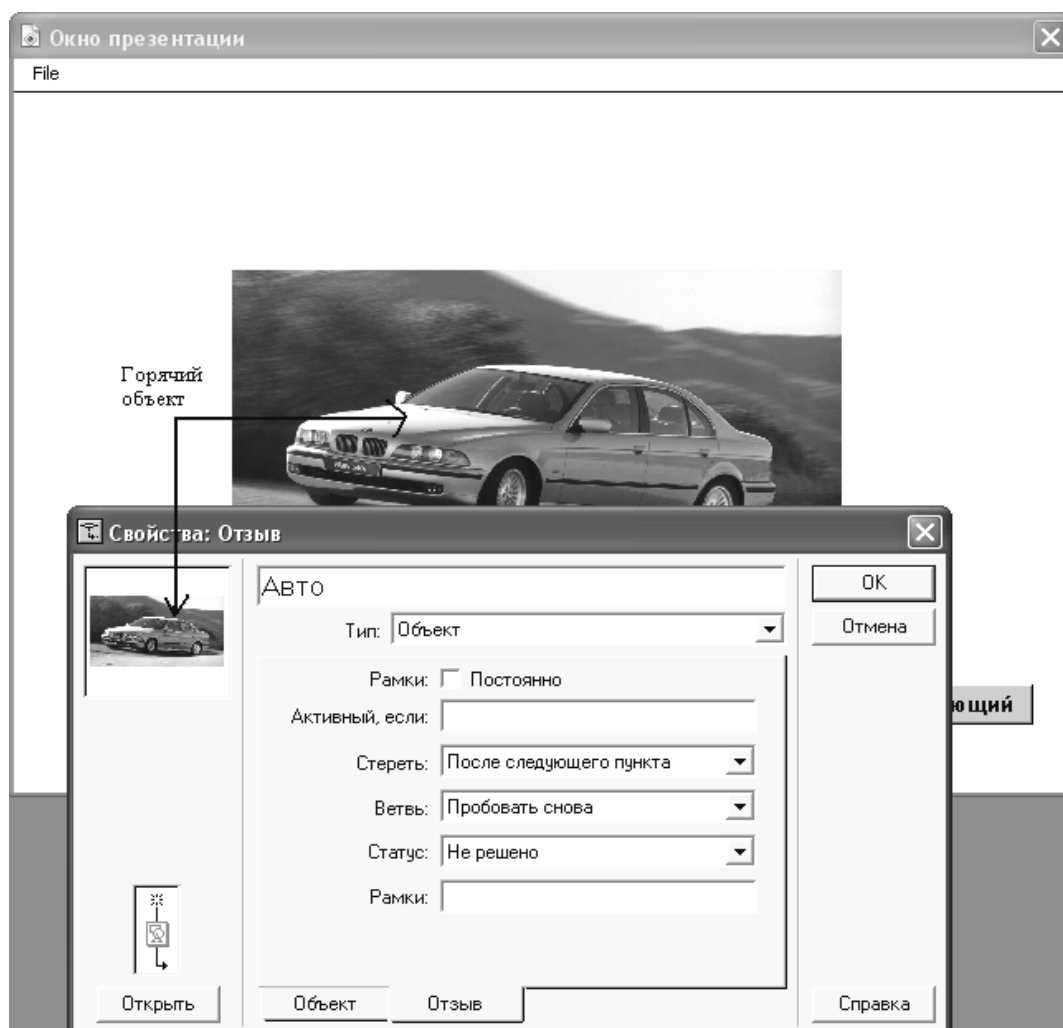 Окно презентации
File
Горячий
объект
Свойства: Отзыв
Авто
OK
Тип: Объект
Отмена
Рамки: Постоянно
Активный, если:
ющий
Стереть: После следующего пункта
Ветвь: Пробовать снова
Статус: Не решено
Рамки:
Открыть
Объект
Отзыв
Справка